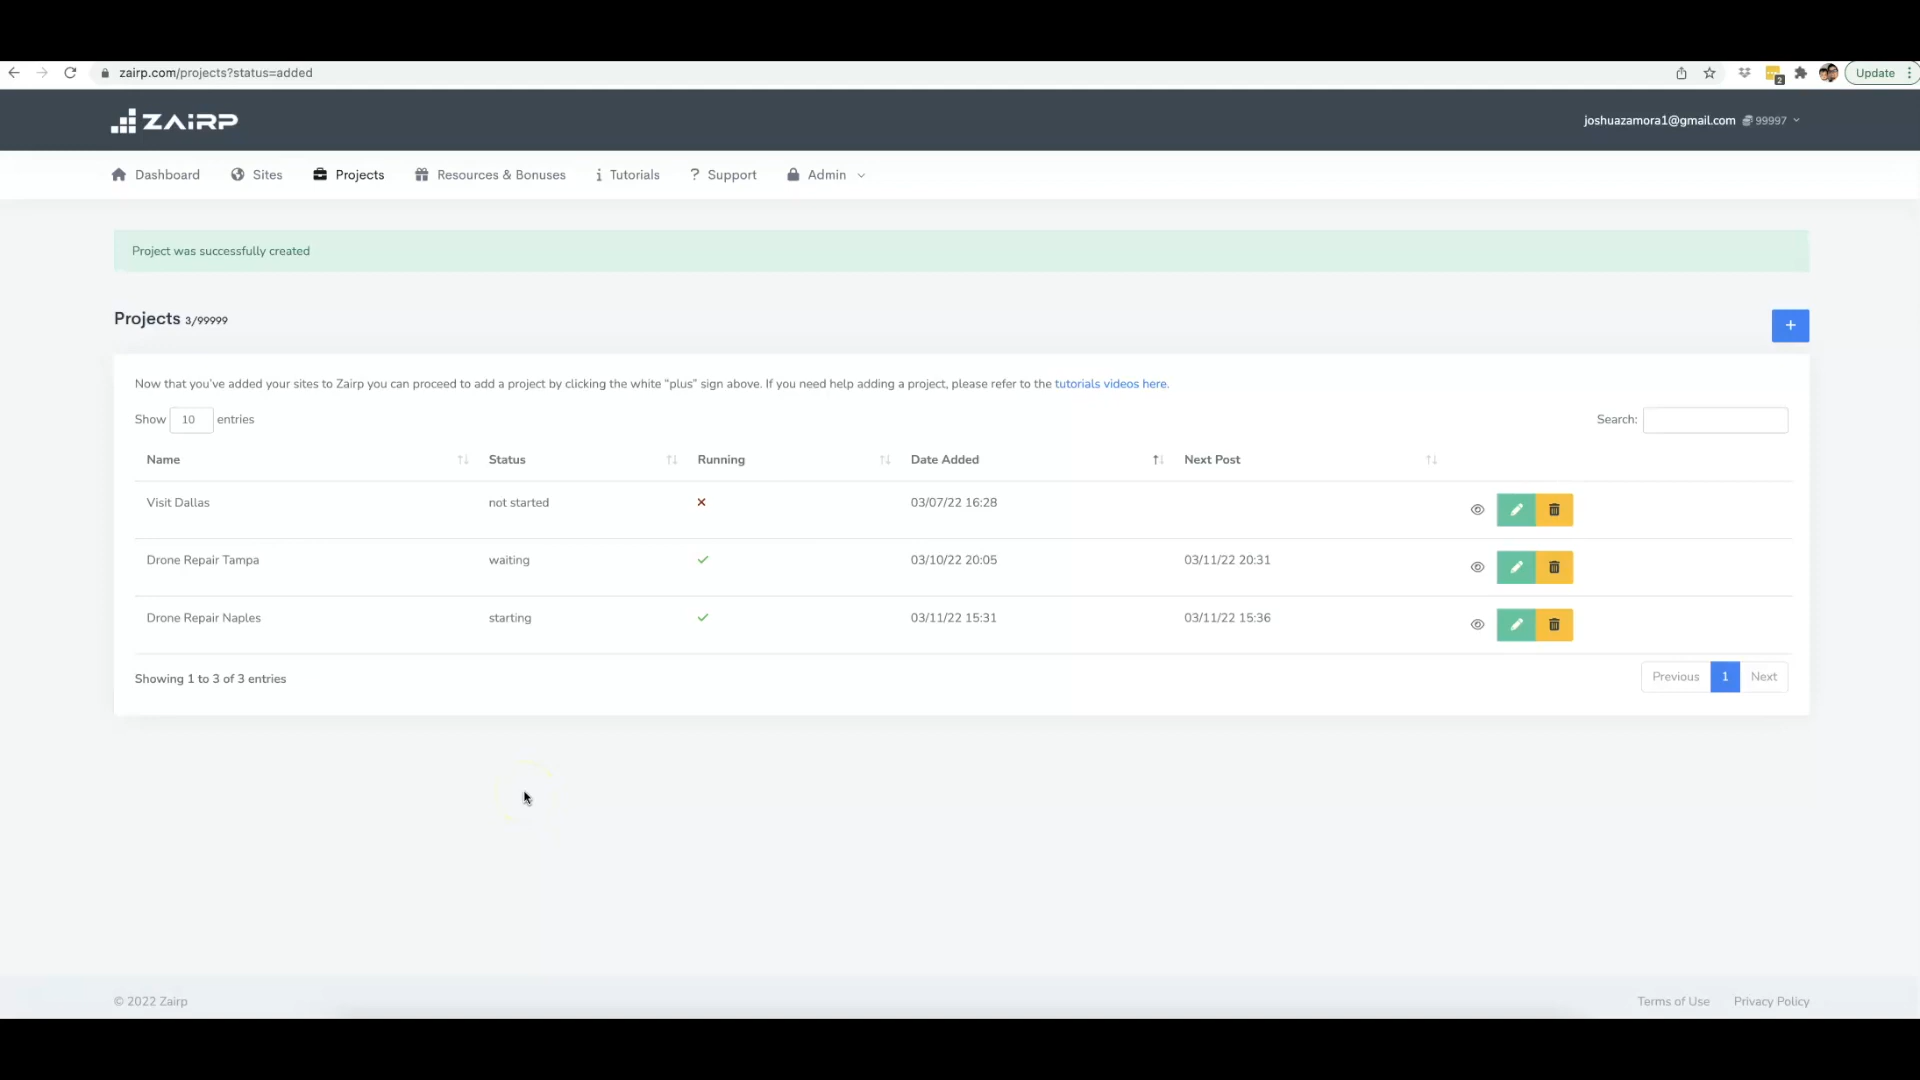 zairp.com/projects?status=added
2
Update
ZAiRP
joshuazamora1@gmail.com 99997
Dashboard Sites Projects Resources & Bonuses Tutorials Support Admin
Project was successfully created
Projects 3/99999
+
Now that you've added your sites to Zairp you can proceed to add a project by clicking the white “plus” sign above. If you need help adding a project, please refer to the tutorials videos here.
Show 10 entries Search:
Name Status Running Date Added Next Post
Visit Dallas not started 03/07/22 16:28
Drone Repair Tampa waiting 03/10/22 20:05 03/11/22 20:31
Drone Repair Naples starting 03/11/22 15:31 03/11/22 15:36
Showing 1 to 3 of 3 entries Previous 1 Next
© 2022 Zairp Terms of Use Privacy Policy